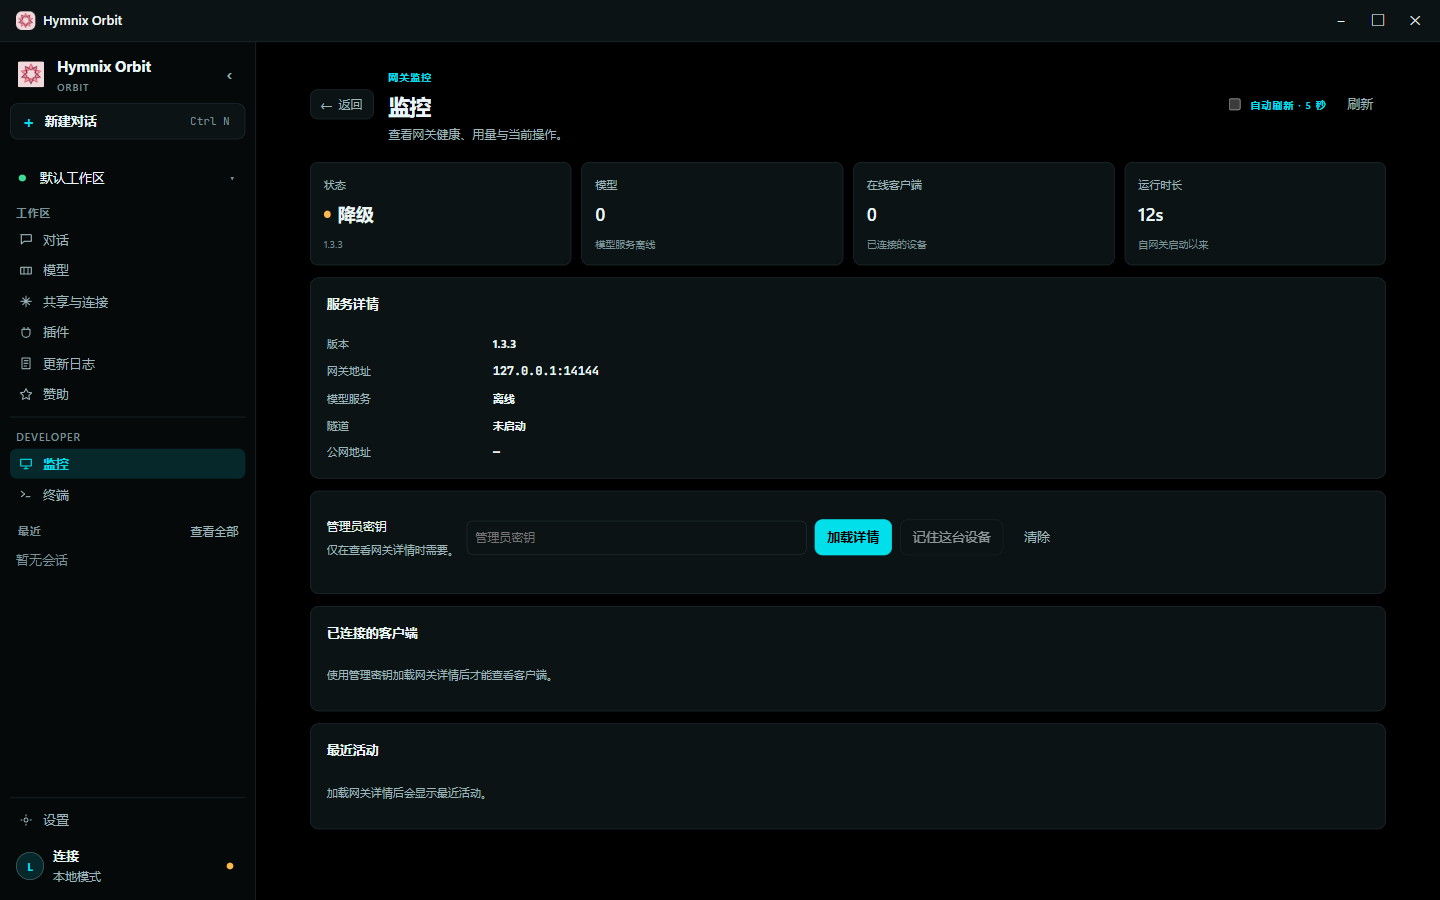 Hymnix Orbit
Hymnix Orbit
ORBIT
+ 新建对话 Ctrl N
默认工作区
工作区
对话
模型
共享与连接
插件
更新日志
赞助
DEVELOPER
监控
终端
最近 查看全部
暂无会话
设置
L
连接
本地模式
← 返回
网关监控
监控
查看网关健康、用量与当前操作。
自动刷新 · 5 秒 刷新
状态
降级
1.3.3
模型
0
模型服务离线
在线客户端
0
已连接的设备
运行时长
12s
自网关启动以来
服务详情
版本 1.3.3
网关地址 127.0.0.1:14144
模型服务 离线
隧道 未启动
公网地址 —
管理员密钥
仅在查看网关详情时需要。
管理员密钥 加载详情 记住这台设备 清除
已连接的客户端
使用管理密钥加载网关详情后才能查看客户端。
最近活动
加载网关详情后会显示最近活动。